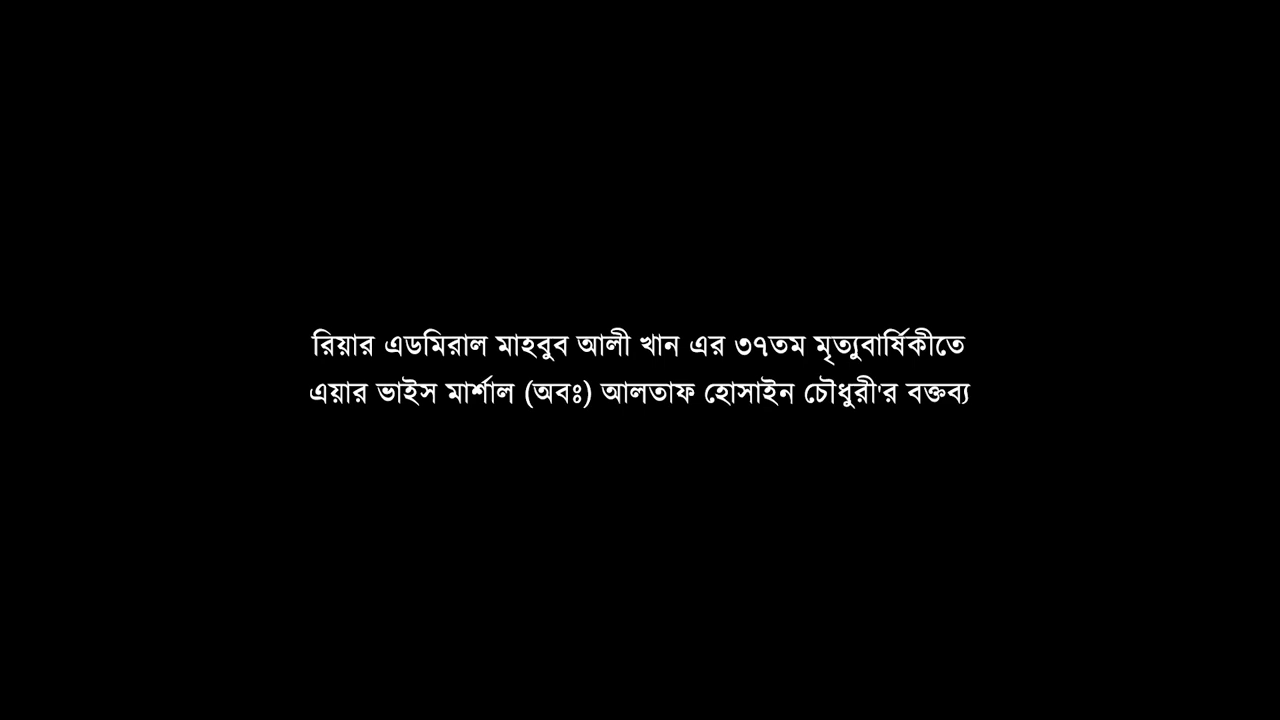 রিয়ার এডমিরাল মাহবুব আলী খান এর ৩৭তম মৃত্যুবার্ষিকীতে
এয়ার ভাইস মার্শাল (অবঃ) আলতাফ হোসাইন চৌধুরী'র বক্তব্য